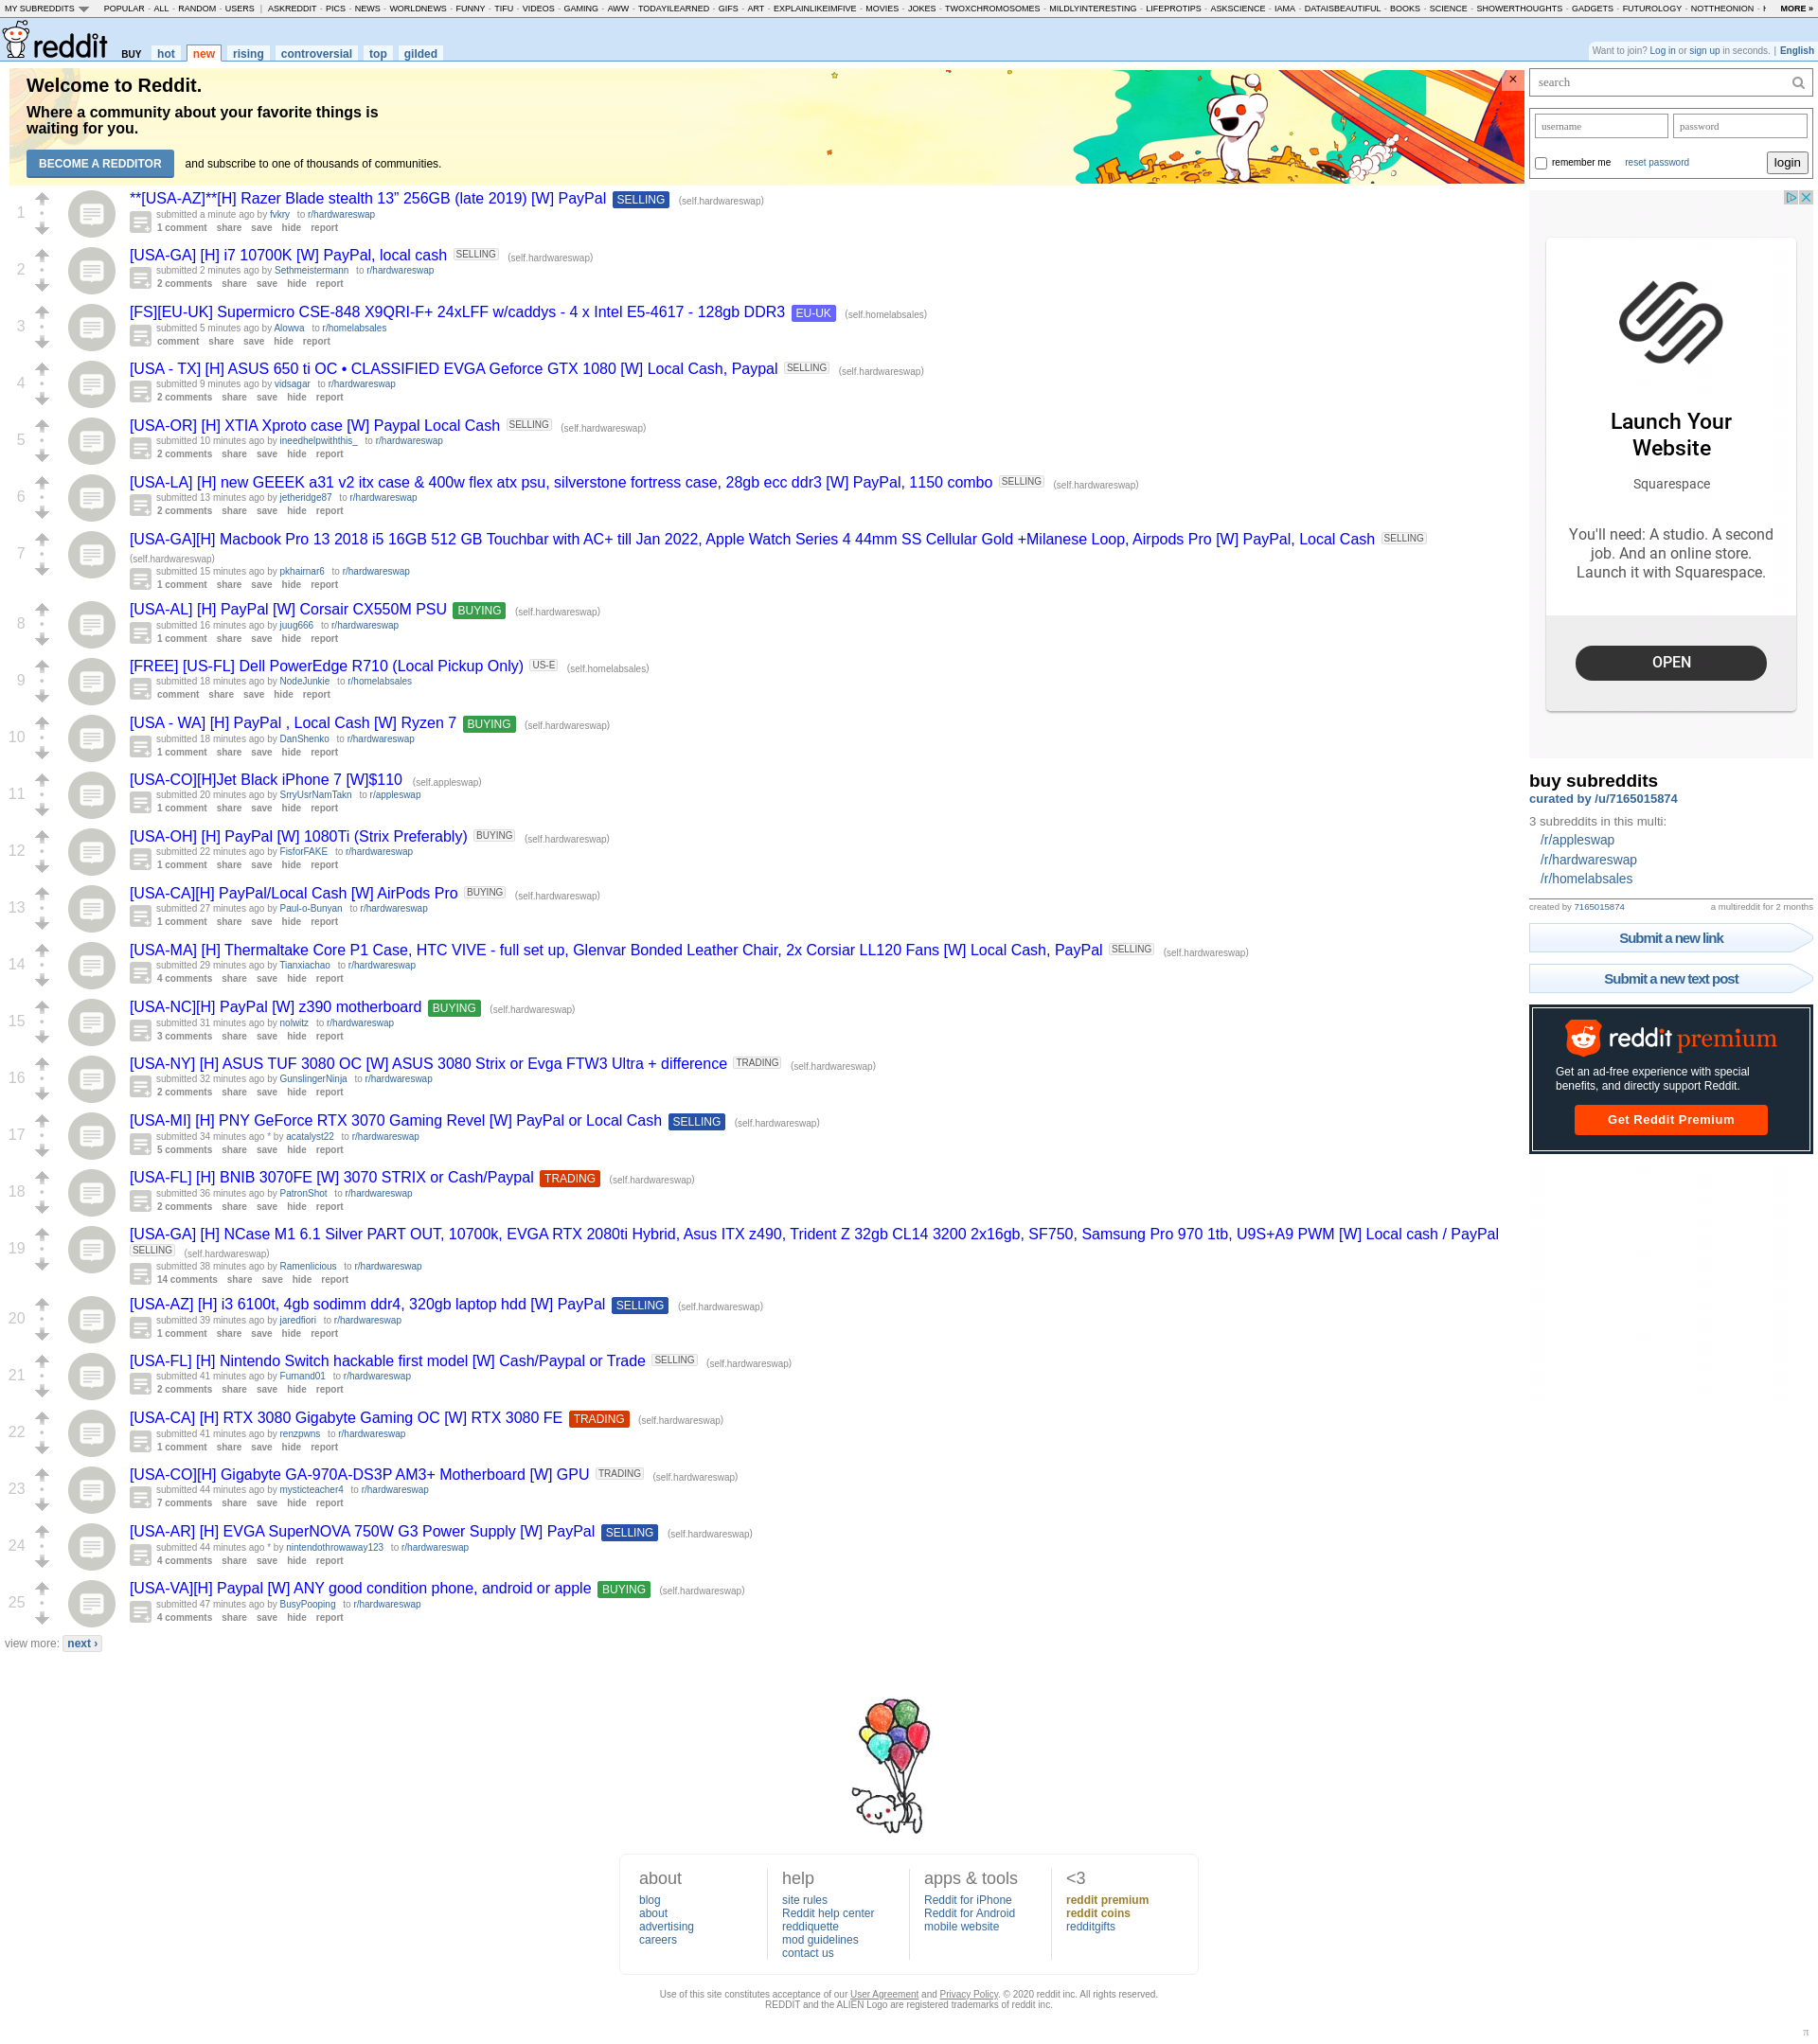 MY SUBREDDITS POPULAR - ALL - RANDOM - USERS | ASKREDDIT - PICS - NEWS - WORLDNEWS - FUNNY - TIFU - VIDEOS - GAMING - AWW - TODAYILEARNED - GIFS - ART - EXPLAINLIKEIMFIVE - MOVIES - JOKES - TWOXCHROMOSOMES - MILDLYINTERESTING - LIFEPROTIPS - ASKSCIENCE - IAMA - DATAISBEAUTIFUL - BOOKS - SCIENCE - SHOWERTHOUGHTS - GADGETS - FUTUROLOGY - NOTTHEONION - MORE »
reddit BUY hot new rising controversial top gilded
Want to join? Log in or sign up in seconds. | English
Welcome to Reddit.
Where a community about your favorite things is
waiting for you.
BECOME A REDDITOR and subscribe to one of thousands of communities.
1
**[USA-AZ]**[H] Razer Blade stealth 13” 256GB (late 2019) [W] PayPal SELLING (self.hardwareswap)
submitted a minute ago by fvkry to r/hardwareswap
1 comment share save hide report
2
[USA-GA] [H] i7 10700K [W] PayPal, local cash SELLING (self.hardwareswap)
submitted 2 minutes ago by Sethmeistermann to r/hardwareswap
2 comments share save hide report
3
[FS][EU-UK] Supermicro CSE-848 X9QRI-F+ 24xLFF w/caddys - 4 x Intel E5-4617 - 128gb DDR3 EU-UK (self.homelabsales)
submitted 5 minutes ago by Alowva to r/homelabsales
comment share save hide report
4
[USA - TX] [H] ASUS 650 ti OC • CLASSIFIED EVGA Geforce GTX 1080 [W] Local Cash, Paypal SELLING (self.hardwareswap)
submitted 9 minutes ago by vidsagar to r/hardwareswap
2 comments share save hide report
5
[USA-OR] [H] XTIA Xproto case [W] Paypal Local Cash SELLING (self.hardwareswap)
submitted 10 minutes ago by ineedhelpwiththis_ to r/hardwareswap
2 comments share save hide report
6
[USA-LA] [H] new GEEEK a31 v2 itx case & 400w flex atx psu, silverstone fortress case, 28gb ecc ddr3 [W] PayPal, 1150 combo SELLING (self.hardwareswap)
submitted 13 minutes ago by jetheridge87 to r/hardwareswap
2 comments share save hide report
7
[USA-GA][H] Macbook Pro 13 2018 i5 16GB 512 GB Touchbar with AC+ till Jan 2022, Apple Watch Series 4 44mm SS Cellular Gold +Milanese Loop, Airpods Pro [W] PayPal, Local Cash SELLING
(self.hardwareswap)
submitted 15 minutes ago by pkhairnar6 to r/hardwareswap
1 comment share save hide report
8
[USA-AL] [H] PayPal [W] Corsair CX550M PSU BUYING (self.hardwareswap)
submitted 16 minutes ago by juug666 to r/hardwareswap
1 comment share save hide report
9
[FREE] [US-FL] Dell PowerEdge R710 (Local Pickup Only) US-E (self.homelabsales)
submitted 18 minutes ago by NodeJunkie to r/homelabsales
comment share save hide report
10
[USA - WA] [H] PayPal , Local Cash [W] Ryzen 7 BUYING (self.hardwareswap)
submitted 18 minutes ago by DanShenko to r/hardwareswap
1 comment share save hide report
11
[USA-CO][H]Jet Black iPhone 7 [W]$110 (self.appleswap)
submitted 20 minutes ago by SrryUsrNamTakn to r/appleswap
1 comment share save hide report
12
[USA-OH] [H] PayPal [W] 1080Ti (Strix Preferably) BUYING (self.hardwareswap)
submitted 22 minutes ago by FisforFAKE to r/hardwareswap
1 comment share save hide report
13
[USA-CA][H] PayPal/Local Cash [W] AirPods Pro BUYING (self.hardwareswap)
submitted 27 minutes ago by Paul-o-Bunyan to r/hardwareswap
1 comment share save hide report
14
[USA-MA] [H] Thermaltake Core P1 Case, HTC VIVE - full set up, Glenvar Bonded Leather Chair, 2x Corsiar LL120 Fans [W] Local Cash, PayPal SELLING (self.hardwareswap)
submitted 29 minutes ago by Tianxiachao to r/hardwareswap
4 comments share save hide report
15
[USA-NC][H] PayPal [W] z390 motherboard BUYING (self.hardwareswap)
submitted 31 minutes ago by nolwitz to r/hardwareswap
3 comments share save hide report
16
[USA-NY] [H] ASUS TUF 3080 OC [W] ASUS 3080 Strix or Evga FTW3 Ultra + difference TRADING (self.hardwareswap)
submitted 32 minutes ago by GunslingerNinja to r/hardwareswap
2 comments share save hide report
17
[USA-MI] [H] PNY GeForce RTX 3070 Gaming Revel [W] PayPal or Local Cash SELLING (self.hardwareswap)
submitted 34 minutes ago * by acatalyst22 to r/hardwareswap
5 comments share save hide report
18
[USA-FL] [H] BNIB 3070FE [W] 3070 STRIX or Cash/Paypal TRADING (self.hardwareswap)
submitted 36 minutes ago by PatronShot to r/hardwareswap
2 comments share save hide report
19
[USA-GA] [H] NCase M1 6.1 Silver PART OUT, 10700k, EVGA RTX 2080ti Hybrid, Asus ITX z490, Trident Z 32gb CL14 3200 2x16gb, SF750, Samsung Pro 970 1tb, U9S+A9 PWM [W] Local cash / PayPal
SELLING (self.hardwareswap)
submitted 38 minutes ago by Ramenlicious to r/hardwareswap
14 comments share save hide report
20
[USA-AZ] [H] i3 6100t, 4gb sodimm ddr4, 320gb laptop hdd [W] PayPal SELLING (self.hardwareswap)
submitted 39 minutes ago by jaredfiori to r/hardwareswap
1 comment share save hide report
21
[USA-FL] [H] Nintendo Switch hackable first model [W] Cash/Paypal or Trade SELLING (self.hardwareswap)
submitted 41 minutes ago by Furnand01 to r/hardwareswap
2 comments share save hide report
22
[USA-CA] [H] RTX 3080 Gigabyte Gaming OC [W] RTX 3080 FE TRADING (self.hardwareswap)
submitted 41 minutes ago by renzpwns to r/hardwareswap
1 comment share save hide report
23
[USA-CO][H] Gigabyte GA-970A-DS3P AM3+ Motherboard [W] GPU TRADING (self.hardwareswap)
submitted 44 minutes ago by mysticteacher4 to r/hardwareswap
7 comments share save hide report
24
[USA-AR] [H] EVGA SuperNOVA 750W G3 Power Supply [W] PayPal SELLING (self.hardwareswap)
submitted 44 minutes ago * by nintendothrowaway123 to r/hardwareswap
4 comments share save hide report
25
[USA-VA][H] Paypal [W] ANY good condition phone, android or apple BUYING (self.hardwareswap)
submitted 47 minutes ago by BusyPooping to r/hardwareswap
4 comments share save hide report
view more: next ›
search
username password
remember me reset password login
Launch Your
Website
Squarespace
You'll need: A studio. A second
job. And an online store.
Launch it with Squarespace.
OPEN
buy subreddits
curated by /u/7165015874
3 subreddits in this multi:
/r/appleswap
/r/hardwareswap
/r/homelabsales
created by 7165015874 a multireddit for 2 months
Submit a new link
Submit a new text post
reddit premium
Get an ad-free experience with special
benefits, and directly support Reddit.
Get Reddit Premium
about
blog
about
advertising
careers
help
site rules
Reddit help center
reddiquette
mod guidelines
contact us
apps & tools
Reddit for iPhone
Reddit for Android
mobile website
<3
reddit premium
reddit coins
redditgifts
Use of this site constitutes acceptance of our User Agreement and Privacy Policy. © 2020 reddit inc. All rights reserved.
REDDIT and the ALIEN Logo are registered trademarks of reddit inc.
π